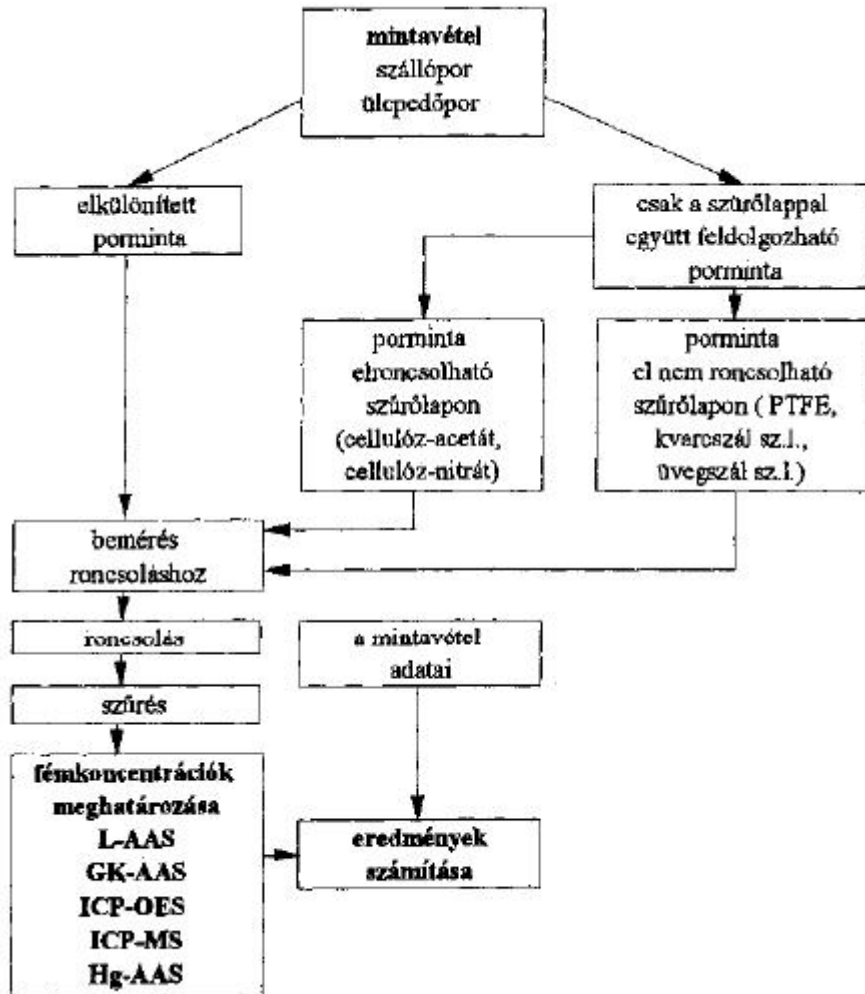 mintavétel
szállópor
ülepedőpor
elkülönített
porminta
csak a szűrőlappal
együtt feldolgozható
porminta
porminta
elroncsolható
szűrőlapon
(cellulóz-acetát,
cellulóz-nitrát)
porminta
el nem roncsolható
szűrőlapon ( PTFE,
kvarcszál sz.l.,
üvegszál sz.l.)
bemérés
roncsoláshoz
roncsolás
a mintavétel
adatai
szűrés
fémkoncentrációk
meghatározása
L-AAS
GK-AAS
ICP-OES
ICP-MS
Hg-AAS
eredmények
számítása